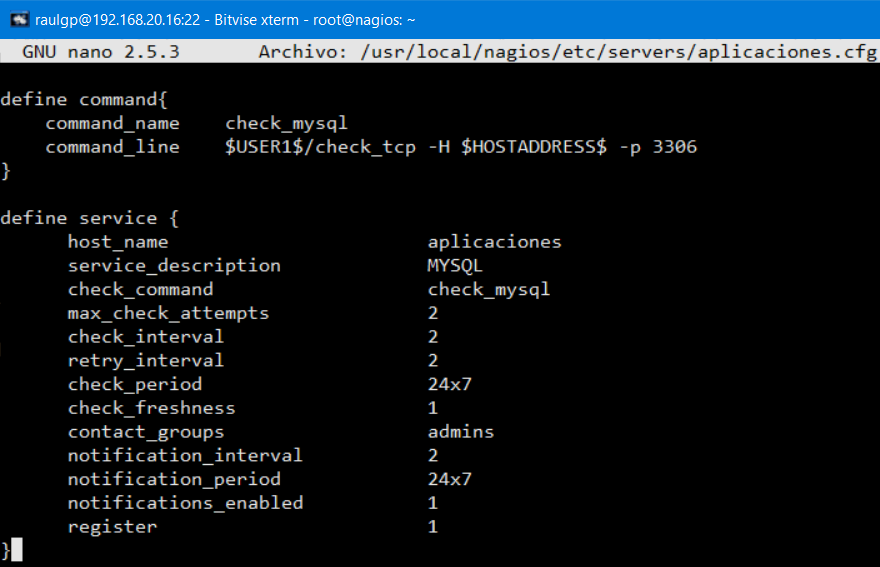 raulgp@192.168.20.16:22 - Bitvise xterm - root@nagios: ~
GNU nano 2.5.3 Archivo: /usr/local/nagios/etc/servers/aplicaciones.cfg
define command{
command_name check_mysql
command_line $USER1$/check_tcp -H $HOSTADDRESS$ -p 3306
}
define service {
host_name aplicaciones
service_description MYSQL
check_command check_mysql
max_check_attempts 2
check_interval 2
retry_interval 2
check_period 24x7
check_freshness 1
contact_groups admins
notification_interval 2
notification_period 24x7
notifications_enabled 1
register 1
}